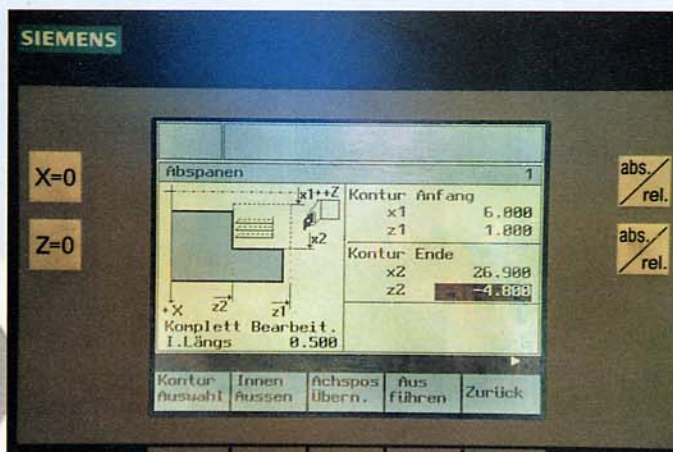 SIEMENS
X=0
Z=0
abs./
rel.
abs./
rel.
Abspanen 1
x1 +Z
x2
+X z2 z1
Komplett Bearbeit.
I.Längs 0.500
Kontur Anfang
x1 6.000
z1 1.000
Kontur Ende
x2 26.900
z2 -4.800
Kontur Auswahl
Innen Aussen
Achspos Übern.
Aus führen
Zurück